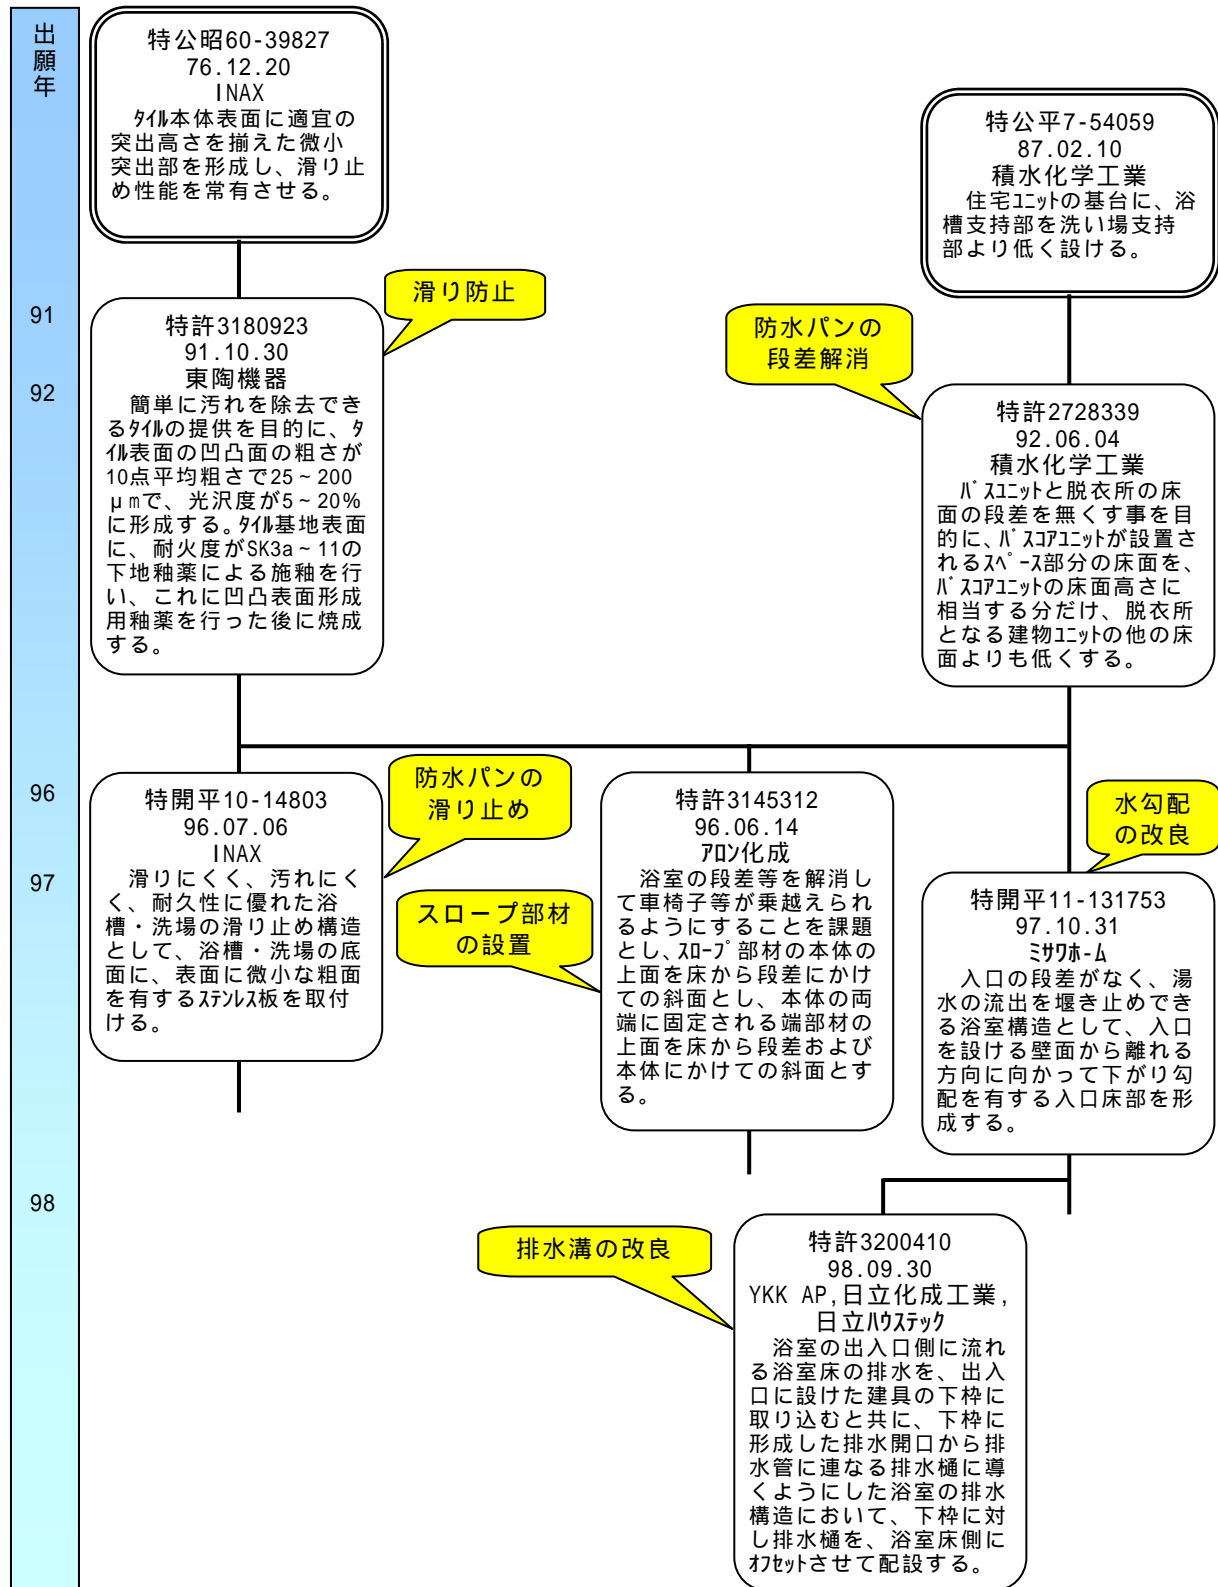 出願年
91
92
96
97
98
特公昭60-39827
76.12.20
INAX
ﾀｲﾙ本体表面に適宜の
突出高さを揃えた微小
突出部を形成し、滑り止
め性能を常有させる。
特公平7-54059
87.02.10
積水化学工業
住宅ﾕﾆｯﾄの基台に、浴
槽支持部を洗い場支持
部より低く設ける。
滑り防止
特許3180923
91.10.30
東陶機器
簡単に汚れを除去でき
るﾀｲﾙの提供を目的に、ﾀ
ｲﾙ表面の凹凸面の粗さが
10点平均粗さで25~200
μmで、光沢度が5~20%
に形成する。ﾀｲﾙ基地表面
に、耐火度がSK3a~11の
下地釉薬による施釉を行
い、これに凹凸表面形成
用釉薬を行った後に焼成
する。
防水パンの
段差解消
特許2728339
92.06.04
積水化学工業
ﾊﾞｽﾕﾆｯﾄと脱衣所の床
面の段差を無くす事を目
的に、ﾊﾞｽｺｱﾕﾆｯﾄが設置さ
れるｽﾍﾟｰｽ部分の床面を、
ﾊﾞｽｺｱﾕﾆｯﾄの床面高さに
相当する分だけ、脱衣所
となる建物ﾕﾆｯﾄの他の床
面よりも低くする。
防水パンの
滑り止め
特開平10-14803
96.07.06
INAX
滑りにくく、汚れにく
く、耐久性に優れた浴
槽・洗場の滑り止め構造
として、浴槽・洗場の底
面に、表面に微小な粗面
を有するｽﾃﾝﾚｽ板を取付
ける。
スロープ部材
の設置
特許3145312
96.06.14
ｱﾛﾝ化成
浴室の段差等を解消し
て車椅子等が乗越えられ
るようにすることを課題
とし、ｽﾛｰﾌﾟ部材の本体の
上面を床から段差にかけ
ての斜面とし、本体の両
端に固定される端部材の
上面を床から段差および
本体にかけての斜面とす
る。
水勾配
の改良
特開平11-131753
97.10.31
ﾐｻﾜﾎｰﾑ
入口の段差がなく、湯
水の流出を堰き止めでき
る浴室構造として、入口
を設ける壁面から離れる
方向に向かって下がり勾
配を有する入口床部を形
成する。
排水溝の改良
特許3200410
98.09.30
YKK AP,日立化成工業,
日立ﾊｳｽﾃｯｸ
浴室の出入口側に流れ
る浴室床の排水を、出入
口に設けた建具の下枠に
取り込むと共に、下枠に
形成した排水開口から排
水管に連なる排水樋に導
くようにした浴室の排水
構造において、下枠に対
し排水樋を、浴室床側に
ｵﾌｾｯﾄさせて配設する。